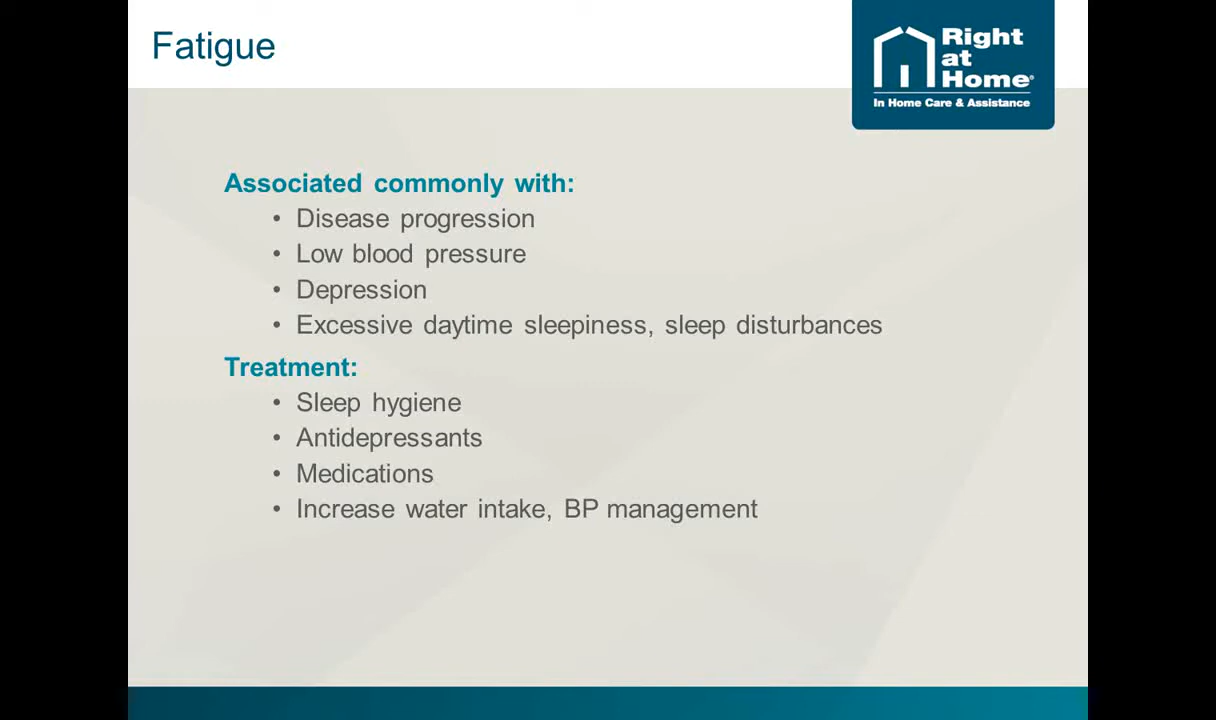 Fatigue
Right
at
Home®
In Home Care & Assistance
Associated commonly with:
• Disease progression
• Low blood pressure
• Depression
• Excessive daytime sleepiness, sleep disturbances
Treatment:
• Sleep hygiene
• Antidepressants
• Medications
• Increase water intake, BP management